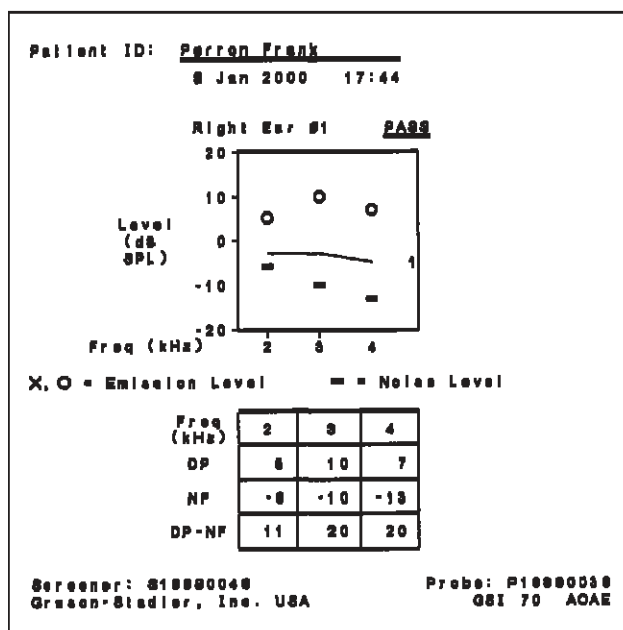 Patient ID: Perron Frank
Jan 2000 17:44
Right Ear #1 PASS
20
10
Level 0
(dB
SPL) 1
-10
-20
Freq (kHz) 2 3 4
X, O = Emission Level - = Noise Level
Freq (kHz) 2 3 4
DP 5 10 7
NF -6 -10 -13
DP-NF 11 20 20
Screener: Probe:
Grason-Stadler, Inc. USA GSI 70 AOAE